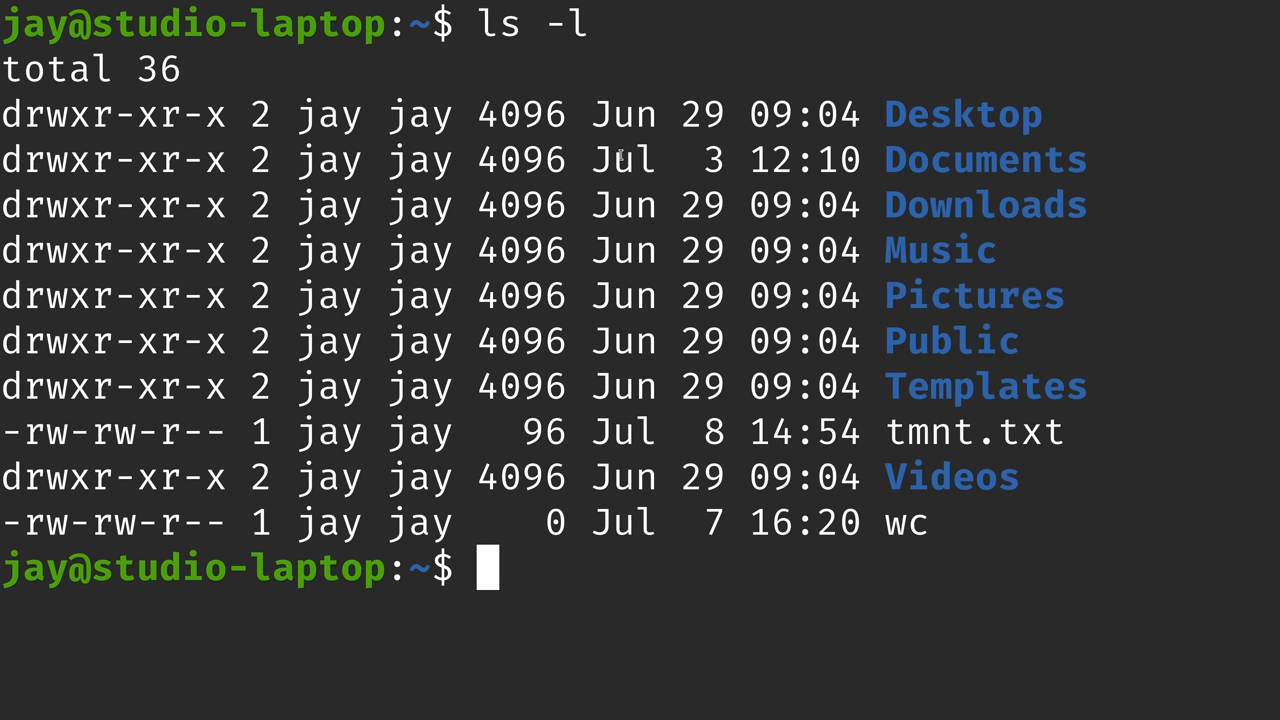 jay@studio-laptop:~$ ls -l
total 36
drwxr-xr-x 2 jay jay 4096 Jun 29 09:04 Desktop
drwxr-xr-x 2 jay jay 4096 Jul  3 12:10 Documents
drwxr-xr-x 2 jay jay 4096 Jun 29 09:04 Downloads
drwxr-xr-x 2 jay jay 4096 Jun 29 09:04 Music
drwxr-xr-x 2 jay jay 4096 Jun 29 09:04 Pictures
drwxr-xr-x 2 jay jay 4096 Jun 29 09:04 Public
drwxr-xr-x 2 jay jay 4096 Jun 29 09:04 Templates
-rw-rw-r-- 1 jay jay   96 Jul  8 14:54 tmnt.txt
drwxr-xr-x 2 jay jay 4096 Jun 29 09:04 Videos
-rw-rw-r-- 1 jay jay    0 Jul  7 16:20 wc
jay@studio-laptop:~$